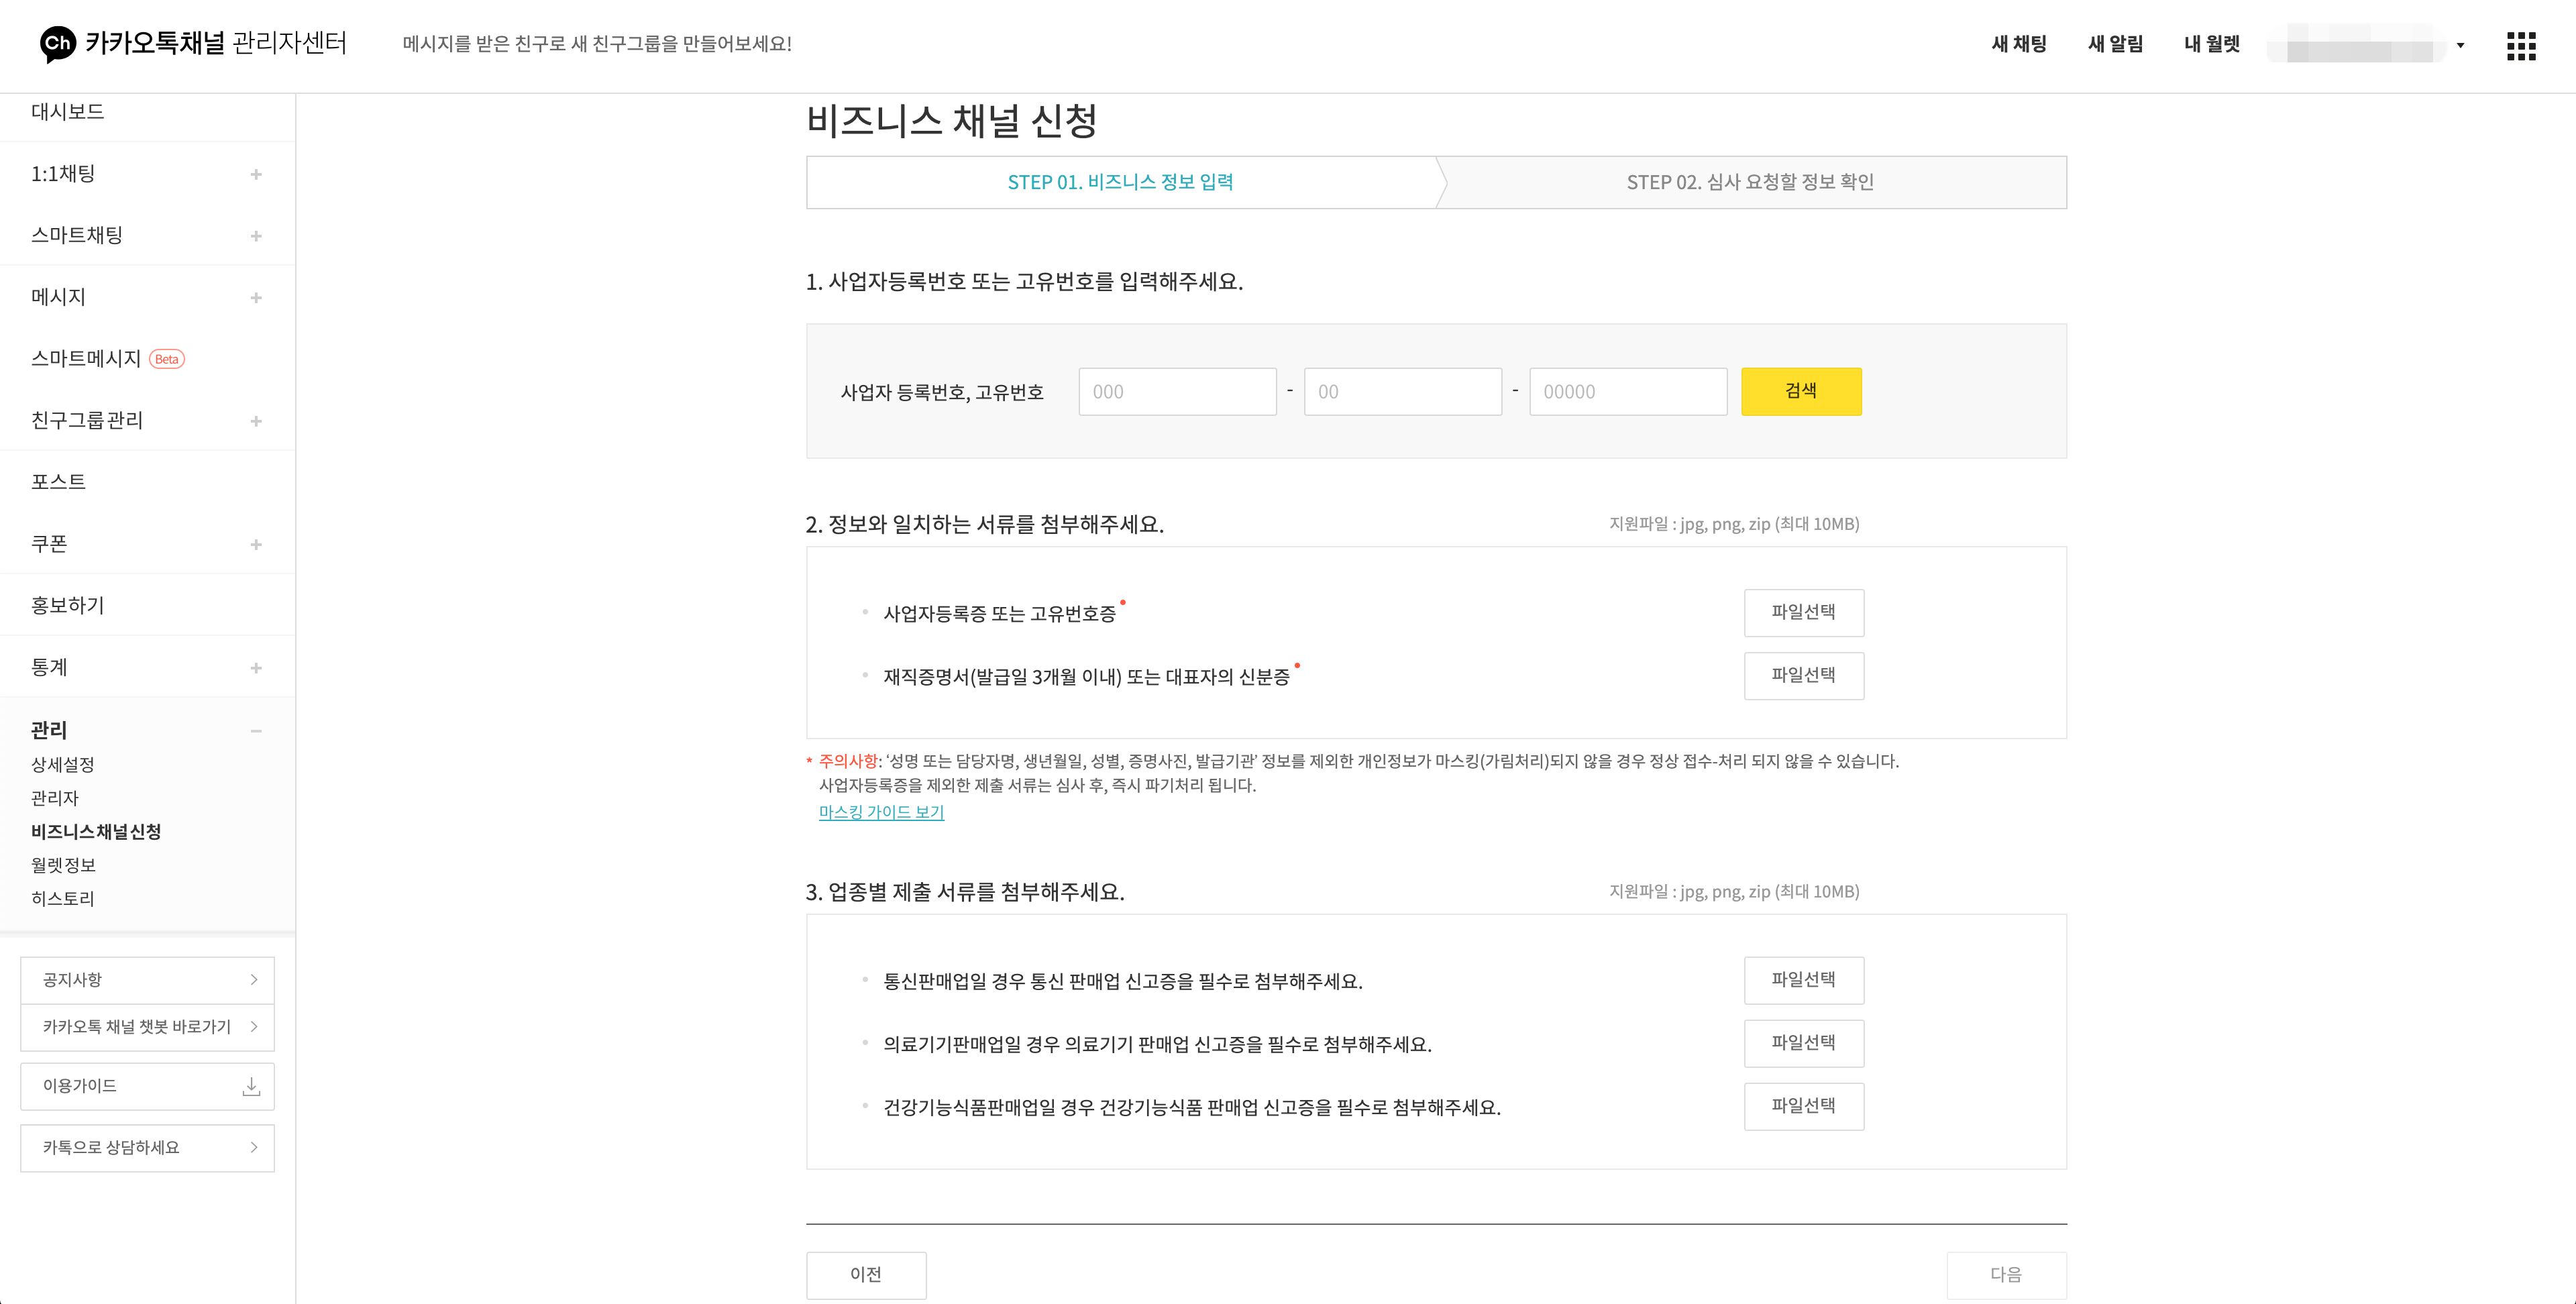 Ch 카카오톡채널 관리자센터
메시지를 받은 친구로 새 친구그룹을 만들어보세요!
새 채팅
새 알림
내 월렛
대시보드
1:1채팅
스마트채팅
메시지
스마트메시지 Beta
친구그룹관리
포스트
쿠폰
홍보하기
통계
관리
상세설정
관리자
비즈니스채널신청
월렛정보
히스토리
공지사항
카카오톡 채널 챗봇 바로가기
이용가이드
카톡으로 상담하세요
비즈니스 채널 신청
STEP 01. 비즈니스 정보 입력
STEP 02. 심사 요청할 정보 확인
1. 사업자등록번호 또는 고유번호를 입력해주세요.
사업자 등록번호, 고유번호 000 - 00 - 00000 검색
2. 정보와 일치하는 서류를 첨부해주세요.
지원파일 : jpg, png, zip (최대 10MB)
사업자등록증 또는 고유번호증 파일선택
재직증명서(발급일 3개월 이내) 또는 대표자의 신분증 파일선택
* 주의사항: ‘성명 또는 담당자명, 생년월일, 성별, 증명사진, 발급기관’ 정보를 제외한 개인정보가 마스킹(가림처리)되지 않을 경우 정상 접수-처리 되지 않을 수 있습니다.
사업자등록증을 제외한 제출 서류는 심사 후, 즉시 파기처리 됩니다.
마스킹 가이드 보기
3. 업종별 제출 서류를 첨부해주세요.
지원파일 : jpg, png, zip (최대 10MB)
통신판매업일 경우 통신 판매업 신고증을 필수로 첨부해주세요. 파일선택
의료기기판매업일 경우 의료기기 판매업 신고증을 필수로 첨부해주세요. 파일선택
건강기능식품판매업일 경우 건강기능식품 판매업 신고증을 필수로 첨부해주세요. 파일선택
이전
다음